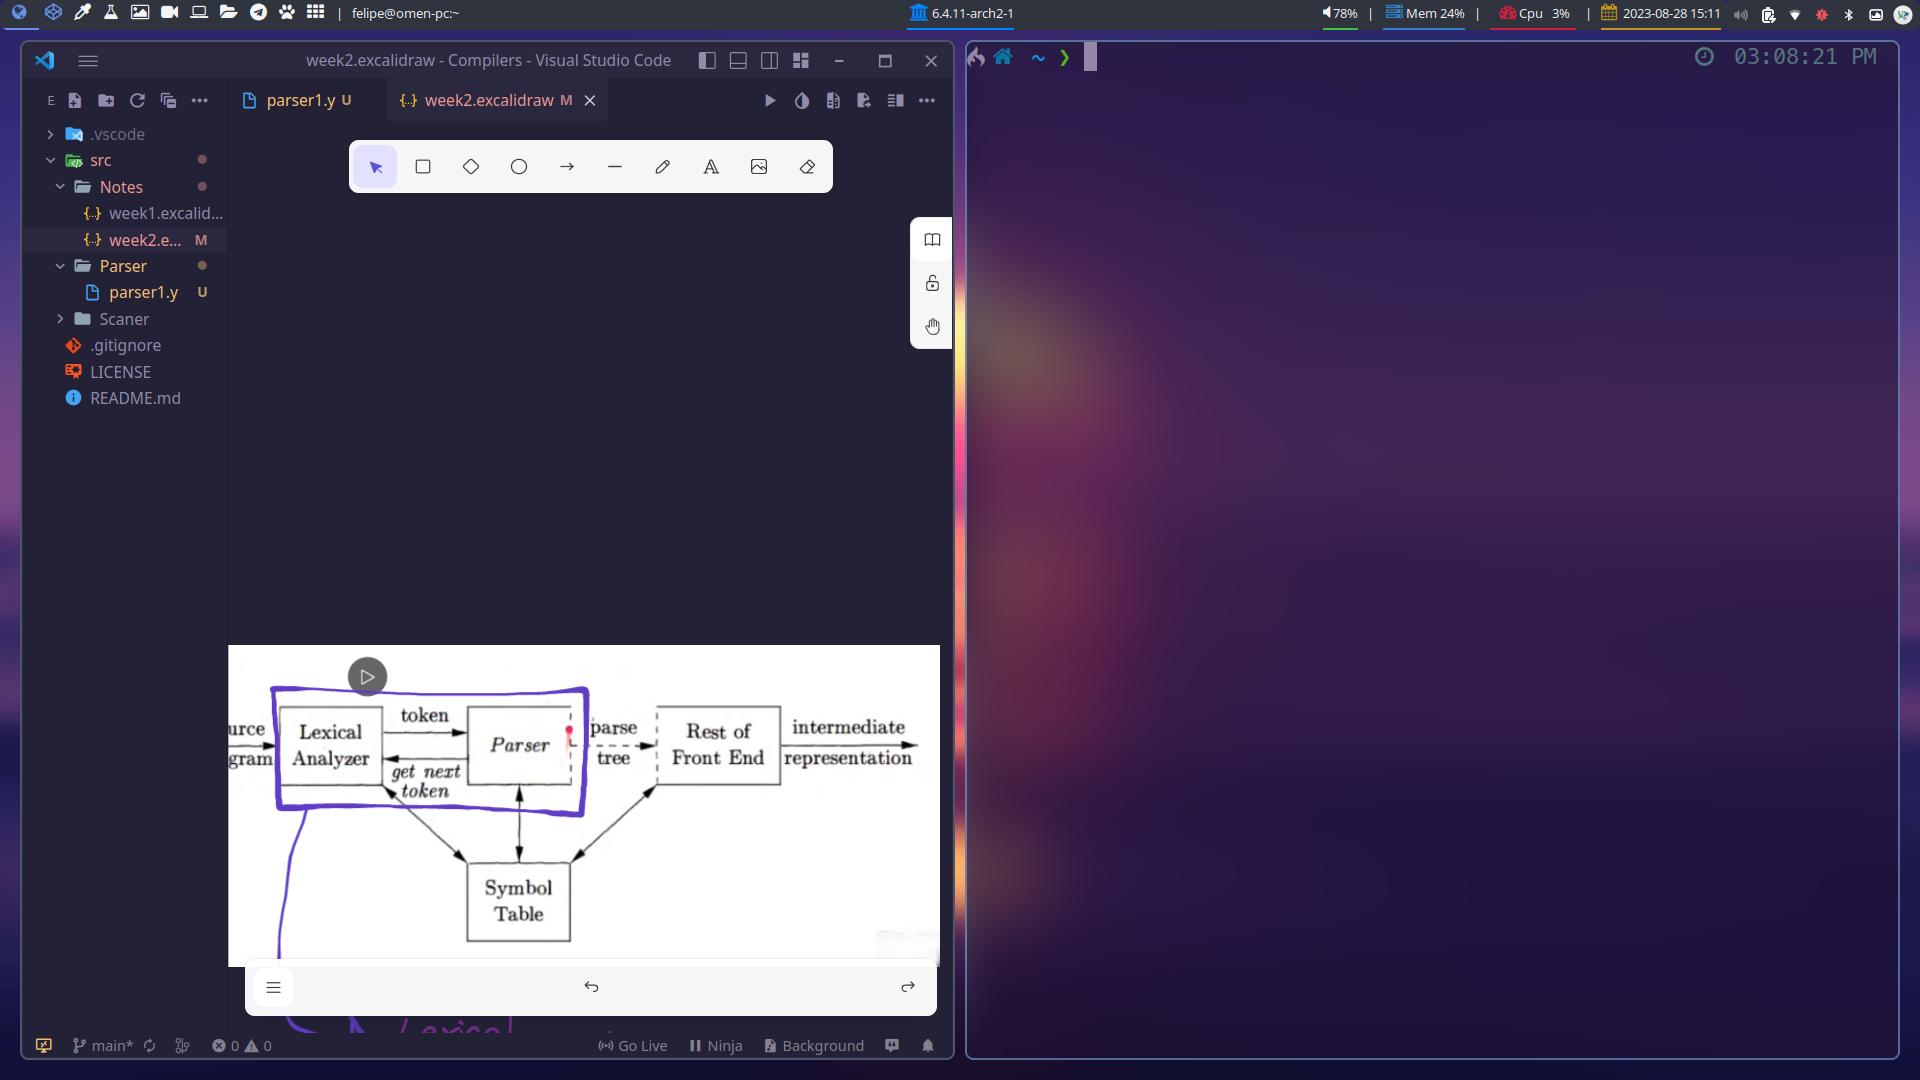 | felipe@omen-pc:~
6.4.11-arch2-1
78% | Mem 24% | Cpu 3% | 2023-08-28 15:11
week2.excalidraw - Compilers - Visual Studio Code
E
parser1.y U
{..} week2.excalidraw M
.vscode
src
Notes
{..} week1.excalid...
{..} week2.e... M
Parser
parser1.y U
Scaner
.gitignore
LICENSE
README.md
urce
gram
Lexical
Analyzer
token
get next
token
Parser
parse
tree
Rest of
Front End
intermediate
representation
Symbol
Table
main*
0 0
Go Live
Ninja
Background
~ ❯
03:08:21 PM